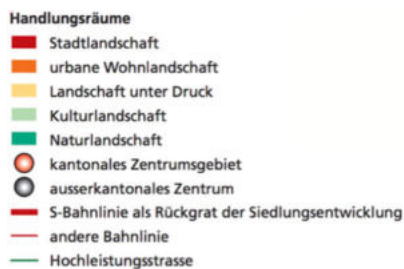 Handlungsräume
Stadtlandschaft
urbane Wohnlandschaft
Landschaft unter Druck
Kulturlandschaft
Naturlandschaft
kantonales Zentrumsgebiet
ausserkantonales Zentrum
S-Bahnlinie als Rückgrat der Siedlungsentwicklung
andere Bahnlinie
Hochleistungsstrasse